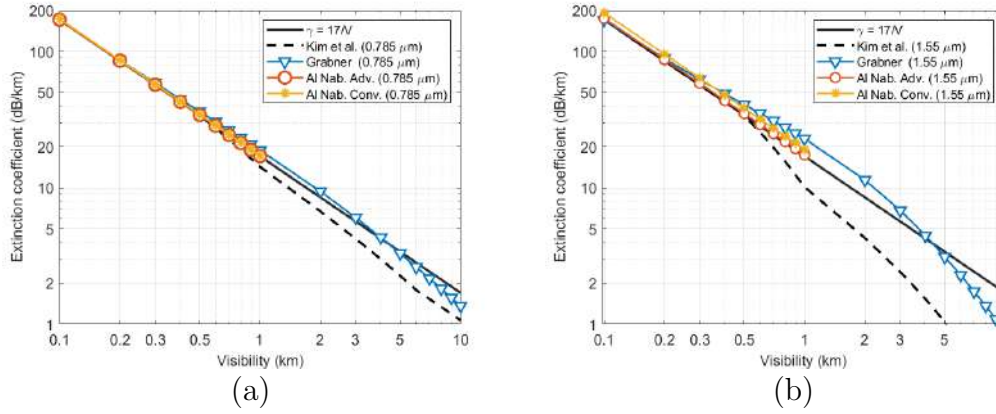 200
100
50
20
10
5
2
1
Extinction coefficient (dB/km)
0.1 0.2 0.3 0.5 1 2 3 5 10
Visibility (km)
γ = 17/V
Kim et al. (0.785 μm)
Grabner (0.785 μm)
Al Nab. Adv. (0.785 μm)
Al Nab. Conv. (0.785 μm)
(a)
200
100
50
20
10
5
2
1
Extinction coefficient (dB/km)
0.1 0.2 0.3 0.5 1 2 3 5
Visibility (km)
γ = 17/V
Kim et al. (1.55 μm)
Grabner (1.55 μm)
Al Nab. Adv. (1.55 μm)
Al Nab. Conv. (1.55 μm)
(b)